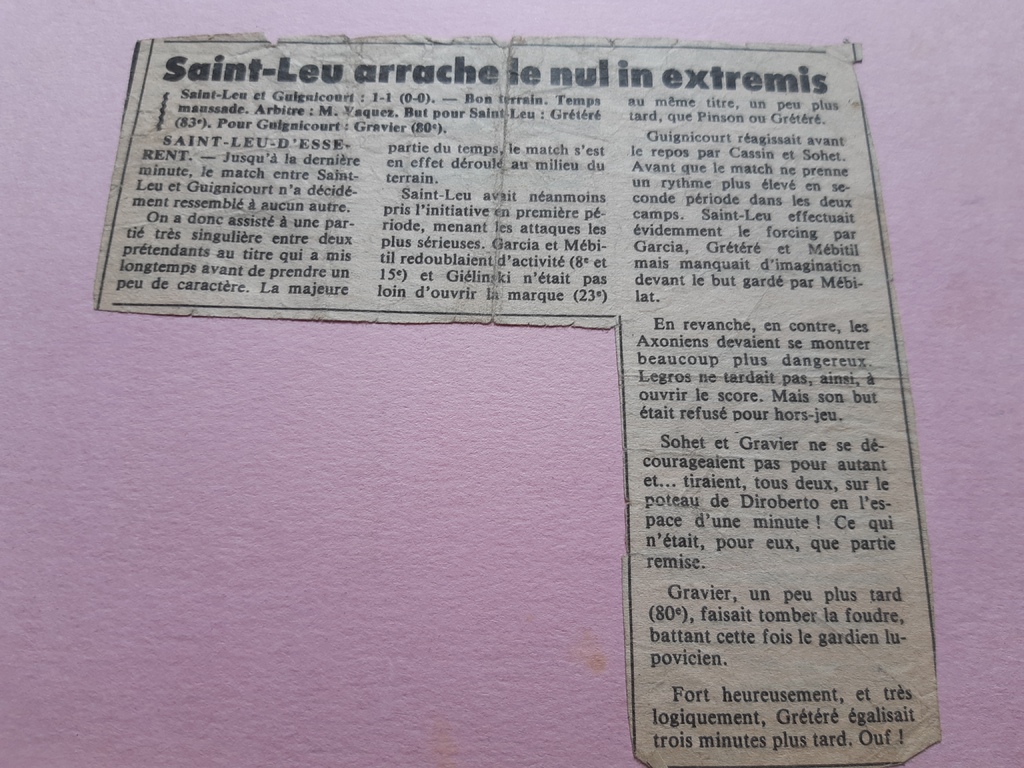 Saint-Leu arrache le nul in extremis
Saint-Leu et Guignicourt : 1-1 (0-0). — Bon terrain. Temps
maussade. Arbitre : M. Vaquez. But pour Saint-Leu : Grétéré
(83e). Pour Guignicourt : Gravier (80e).
SAINT-LEU-D'ESSE-
RENT. — Jusqu'à la dernière
minute, le match entre Saint-
Leu et Guignicourt n'a décidé-
ment ressemblé à aucun autre.
On a donc assisté à une par-
tié très singulière entre deux
prétendants au titre qui a mis
longtemps avant de prendre un
peu de caractère. La majeure
partie du temps, le match s'est
en effet déroulé au milieu du
terrain.
Saint-Leu avait néanmoins
pris l'initiative en première pé-
riode, menant les attaques les
plus sérieuses. Garcia et Mébi-
til redoublaient d'activité (8e et
15e) et Giélinski n'était pas
loin d'ouvrir la marque (23e)
au même titre, un peu plus
tard, que Pinson ou Grétéré.
Guignicourt réagissait avant
le repos par Cassin et Sohet.
Avant que le match ne prenne
un rythme plus élevé en se-
conde période dans les deux
camps. Saint-Leu effectuait
évidemment le forcing par
Garcia, Grétéré et Mébitil
mais manquait d'imagination
devant le but gardé par Mébi-
lat.
En revanche, en contre, les
Axoniens devaient se montrer
beaucoup plus dangereux.
Legros ne tardait pas, ainsi, à
ouvrir le score. Mais son but
était refusé pour hors-jeu.
Sohet et Gravier ne se dé-
courageaient pas pour autant
et... tiraient, tous deux, sur le
poteau de Diroberto en l'es-
pace d'une minute ! Ce qui
n'était, pour eux, que partie
remise.
Gravier, un peu plus tard
(80e), faisait tomber la foudre,
battant cette fois le gardien lu-
povicien.
Fort heureusement, et très
logiquement, Grétéré égalisait
trois minutes plus tard. Ouf !